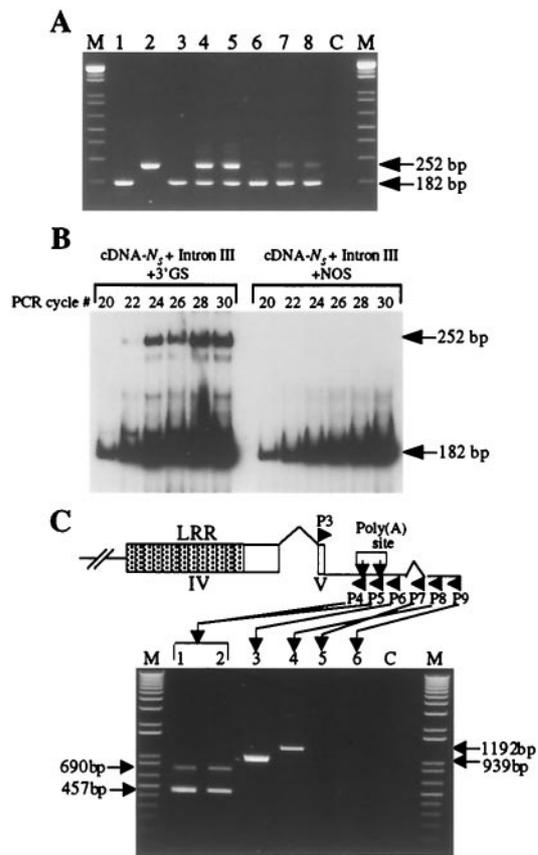 A
M 1 2 3 4 5 6 7 8 C M
252 bp
182 bp
B
cDNA-Ns + Intron III cDNA-Ns + Intron III
+3'GS +NOS
PCR cycle # 20 22 24 26 28 30 20 22 24 26 28 30
252 bp
182 bp
C
LRR P3 Poly(A)
site
IV V
P4 P5 P6 P7 P8 P9
M 1 2 3 4 5 6 C M
1192bp
690bp 939bp
457bp